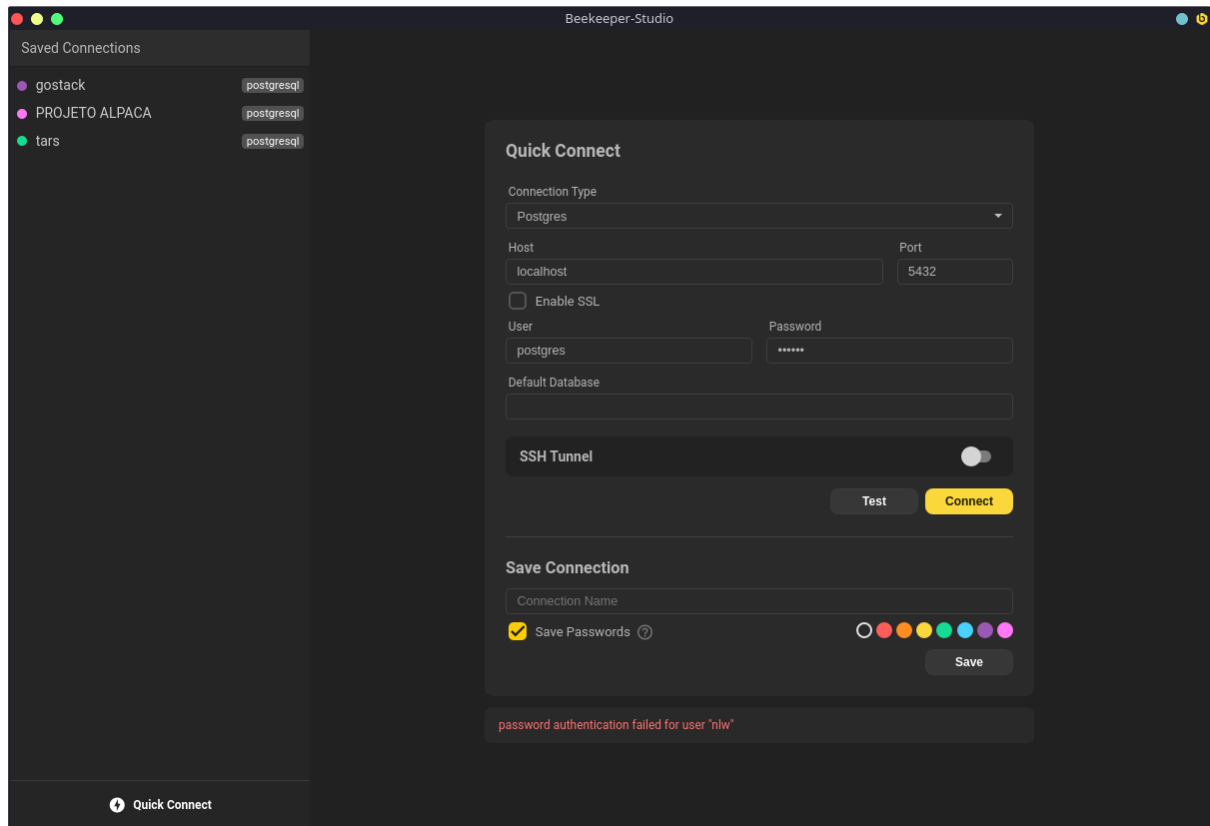 Beekeeper-Studio
Saved Connections
gostack postgresql
PROJETO ALPACA postgresql
tars postgresql
Quick Connect
Connection Type
Postgres
Host Port
localhost 5432
Enable SSL
User Password
postgres ••••••
Default Database
SSH Tunnel
Test Connect
Save Connection
Connection Name
Save Passwords ?
Save
password authentication failed for user "nlw"
Quick Connect